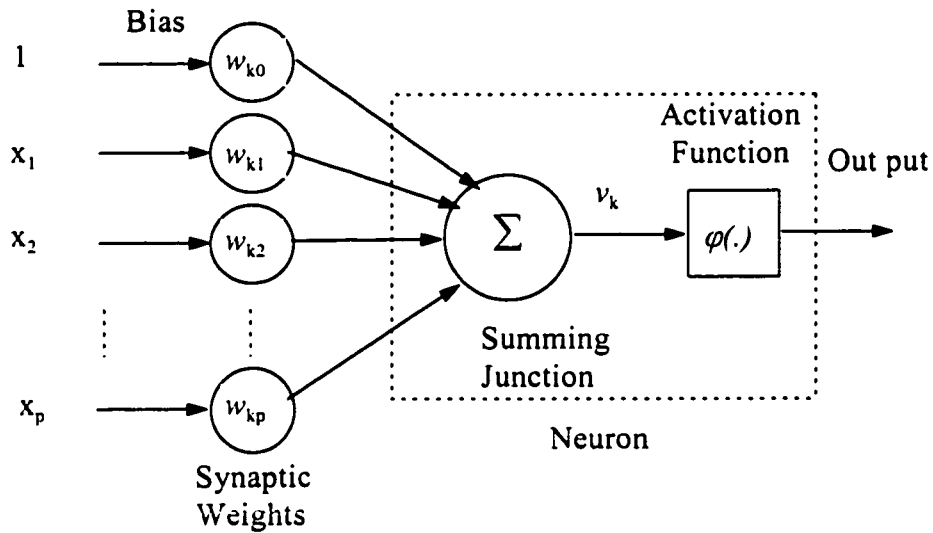 Bias
1
w_k0
Activation
Function
Out put
x_1
w_k1
x_2
w_k2
Σ
v_k
φ(.)
Summing
Junction
x_p
w_kp
Neuron
Synaptic
Weights